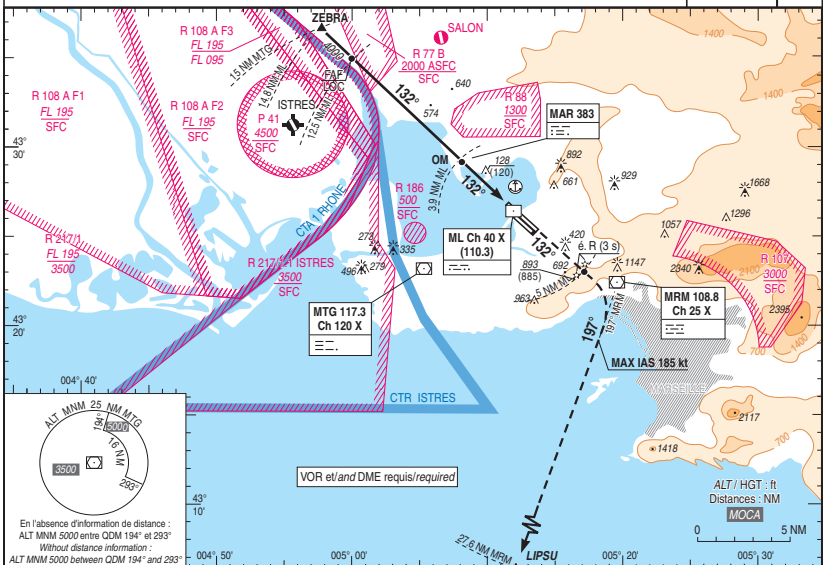 ZEBRA
SALON
1400
R 108 A F3
FL 195
FL 095
4000
R 77 B
2000 ASFC
SFC
15 NM MTG
14.8 NM ML
FAF
LOC
132°
640
574
R 88
1300
SFC
1400
R 108 A F1
FL 195
SFC
R 108 A F2
FL 195
SFC
ISTRES
P 41
4500
SFC
MAR 383
43°
30'
OM
128
(120)
892
661
929
1668
132°
3.9 NM ML
R 186
500
SFC
CTA 1 RHONE
1296
1057
R 217/1
FL 195
3500
273
335
279
496
ML Ch 40 X
(110.3)
132°
420
é. R (3 s)
893
(885)
692
1147
2340
2100
R 107
3000
SFC
R 217/
ISTRES
3500
SFC
963
5 NM ML
MTG 117.3
Ch 120 X
MRM 108.8
Ch 25 X
197° MRM
2395
43°
20'
197°
700
1400
MAX IAS 185 kt
MARSEILLE
004° 40'
CTR ISTRES
ALT MNM 25 NM MTG
194°
5000
16 NM
3500
293°
2117
700
1418
VOR et/and DME requis/required
ALT / HGT : ft
Distances : NM
MOCA
43°
10'
0
5 NM
En l'absence d'information de distance :
ALT MNM 5000 entre QDM 194° et 293°
Without distance information :
ALT MNM 5000 between QDM 194° and 293°
004° 50'
005° 00'
27.6 NM MRM
LIPSU
005° 20'
005° 30'